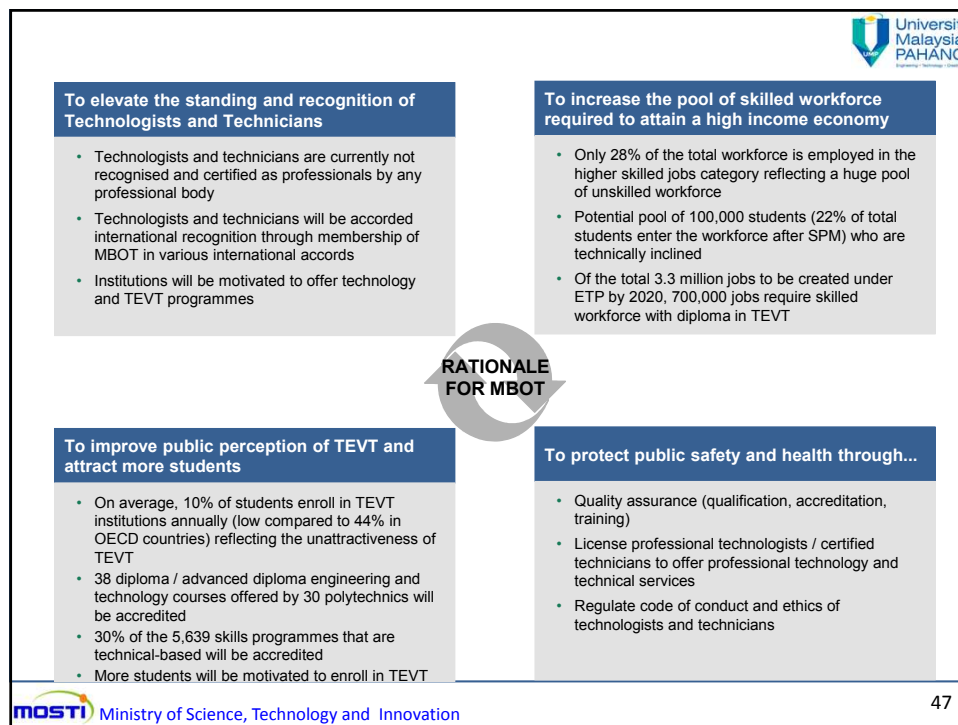 Universit
Malaysia
PAHANG
UMP
Engineering • Technology • Creat
To elevate the standing and recognition of
Technologists and Technicians
• Technologists and technicians are currently not
recognised and certified as professionals by any
professional body
• Technologists and technicians will be accorded
international recognition through membership of
MBOT in various international accords
• Institutions will be motivated to offer technology
and TEVT programmes
To increase the pool of skilled workforce
required to attain a high income economy
• Only 28% of the total workforce is employed in the
higher skilled jobs category reflecting a huge pool
of unskilled workforce
• Potential pool of 100,000 students (22% of total
students enter the workforce after SPM) who are
technically inclined
• Of the total 3.3 million jobs to be created under
ETP by 2020, 700,000 jobs require skilled
workforce with diploma in TEVT
RATIONALE
FOR MBOT
To improve public perception of TEVT and
attract more students
• On average, 10% of students enroll in TEVT
institutions annually (low compared to 44% in
OECD countries) reflecting the unattractiveness of
TEVT
• 38 diploma / advanced diploma engineering and
technology courses offered by 30 polytechnics will
be accredited
• 30% of the 5,639 skills programmes that are
technical-based will be accredited
• More students will be motivated to enroll in TEVT
To protect public safety and health through...
• Quality assurance (qualification, accreditation,
training)
• License professional technologists / certified
technicians to offer professional technology and
technical services
• Regulate code of conduct and ethics of
technologists and technicians
MOSTI Ministry of Science, Technology and Innovation
47